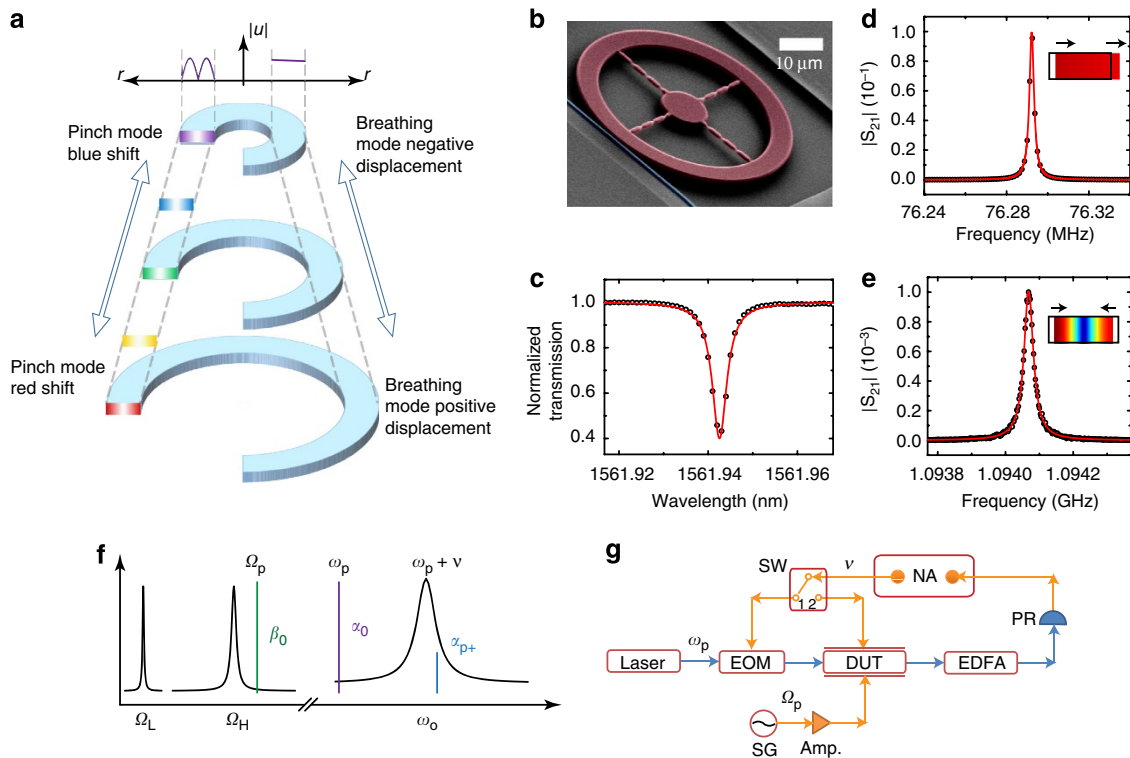 a
|u|
r
r
Pinch mode
blue shift
Breathing
mode negative
displacement
Pinch mode
red shift
Breathing
mode positive
displacement
b
10 μm
c
Normalized
transmission
1.0
0.8
0.6
0.4
1561.92
1561.94
1561.96
Wavelength (nm)
d
|S21| (10−1)
1.0
0.8
0.6
0.4
0.2
0.0
76.24
76.28
76.32
Frequency (MHz)
e
|S21| (10−3)
1.0
0.8
0.6
0.4
0.2
0.0
1.0938
1.0940
1.0942
Frequency (GHz)
f
Ωp
ωp
ωp + ν
β0
α0
αp+
ΩL
ΩH
ωo
g
SW
ν
NA
1 2
PR
ωp
Laser
EOM
DUT
EDFA
Ωp
SG
Amp.